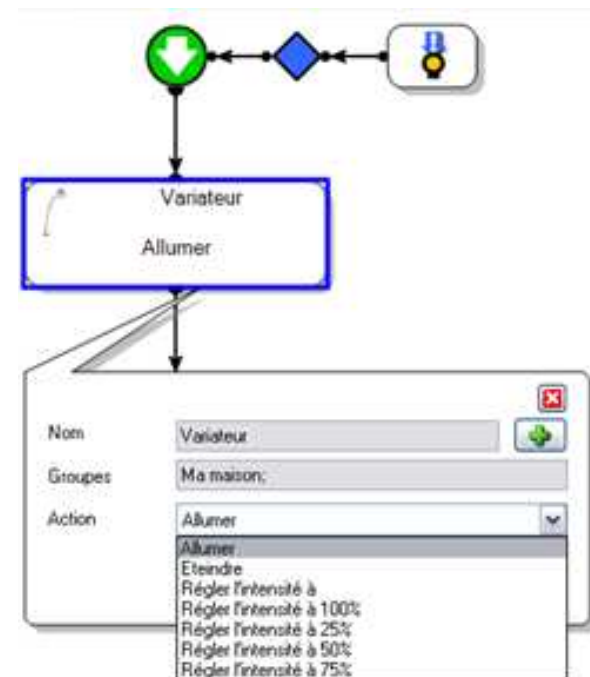 Variateur
Allumer
Nom Variateur
Groupes Ma maison;
Action Allumer
Allumer
Eteindre
Régler l'intensité à
Régler l'intensité à 100%
Régler l'intensité à 25%
Régler l'intensité à 50%
Régler l'intensité à 75%